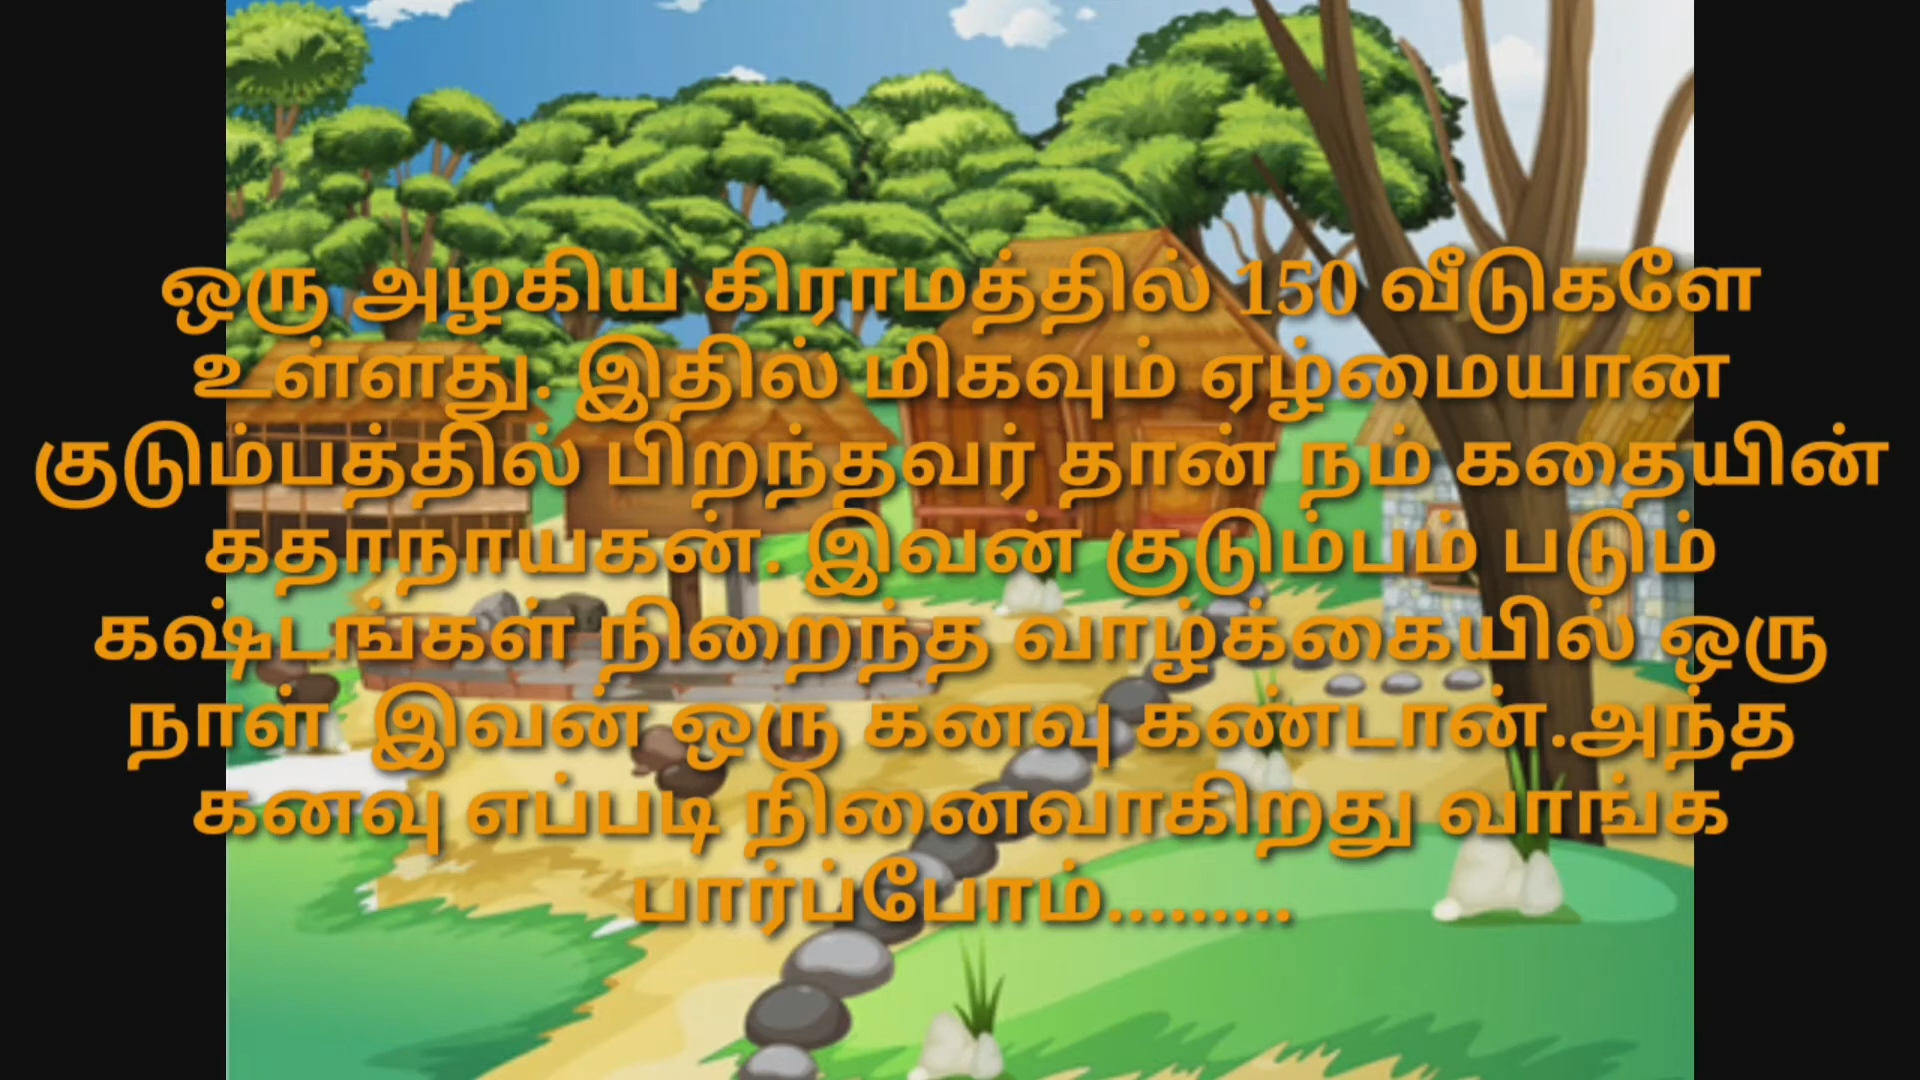 ஒரு அழகிய கிராமத்தில் 150 வீடுகளே
உள்ளது. இதில் மிகவும் ஏழ்மையான
குடும்பத்தில் பிறந்தவர் தான் நம் கதையின்
கதாநாயகன். இவன் குடும்பம் படும்
கஷ்டங்கள் நிறைந்த வாழ்க்கையில் ஒரு
நாள்  இவன் ஒரு கனவு கண்டான்.அந்த
கனவு எப்படி நினைவாகிறது வாங்க
பார்ப்போம்.........